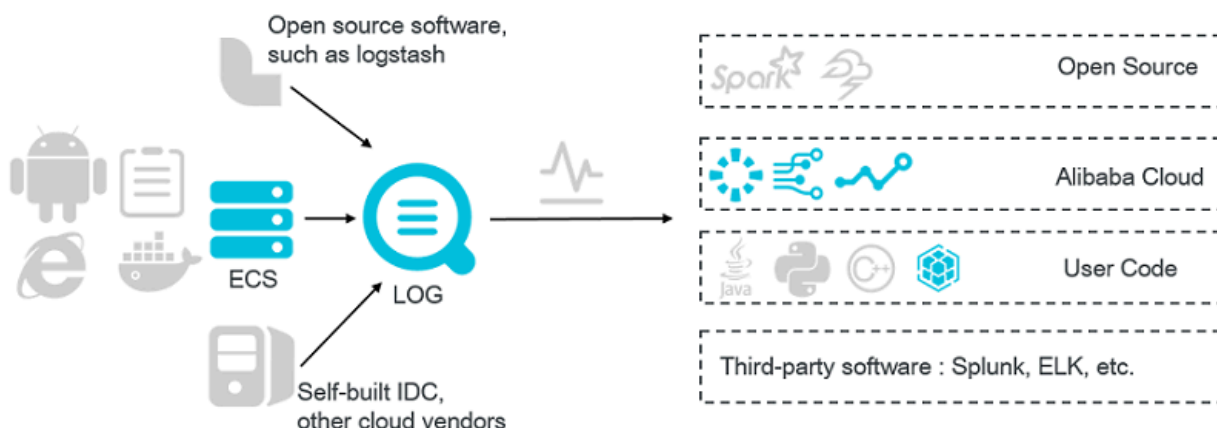 Open source software,
such as logstash
Spark
Open Source
Alibaba Cloud
ECS
LOG
Java
C++
User Code
Self-built IDC,
other cloud vendors
Third-party software : Splunk, ELK, etc.